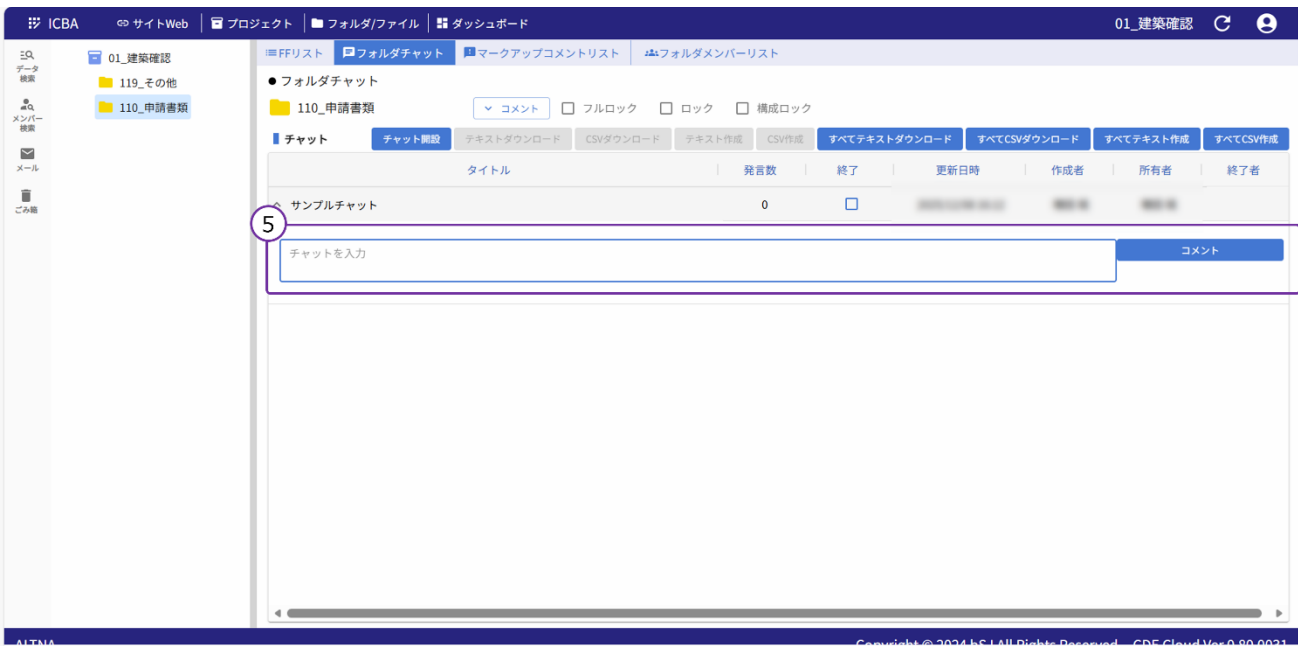 ICBA サイトWeb プロジェクト フォルダ/ファイル ダッシュボード 01_建築確認
データ検索
メンバー検索
メール
ごみ箱
01_建築確認
119_その他
110_申請書類
FFリスト フォルダチャット マークアップコメントリスト フォルダメンバーリスト
フォルダチャット
110_申請書類 コメント フルロック ロック 構成ロック
チャット チャット開設 テキストダウンロード CSVダウンロード テキスト作成 CSV作成 すべてテキストダウンロード すべてCSVダウンロード すべてテキスト作成 すべてCSV作成
タイトル 発言数 終了 更新日時 作成者 所有者 終了者
サンプルチャット 0
5
チャットを入力 コメント
ALTNA Copyright © 2024 bSJ All Rights Reserved CDE Cloud Ver 0.80.0031